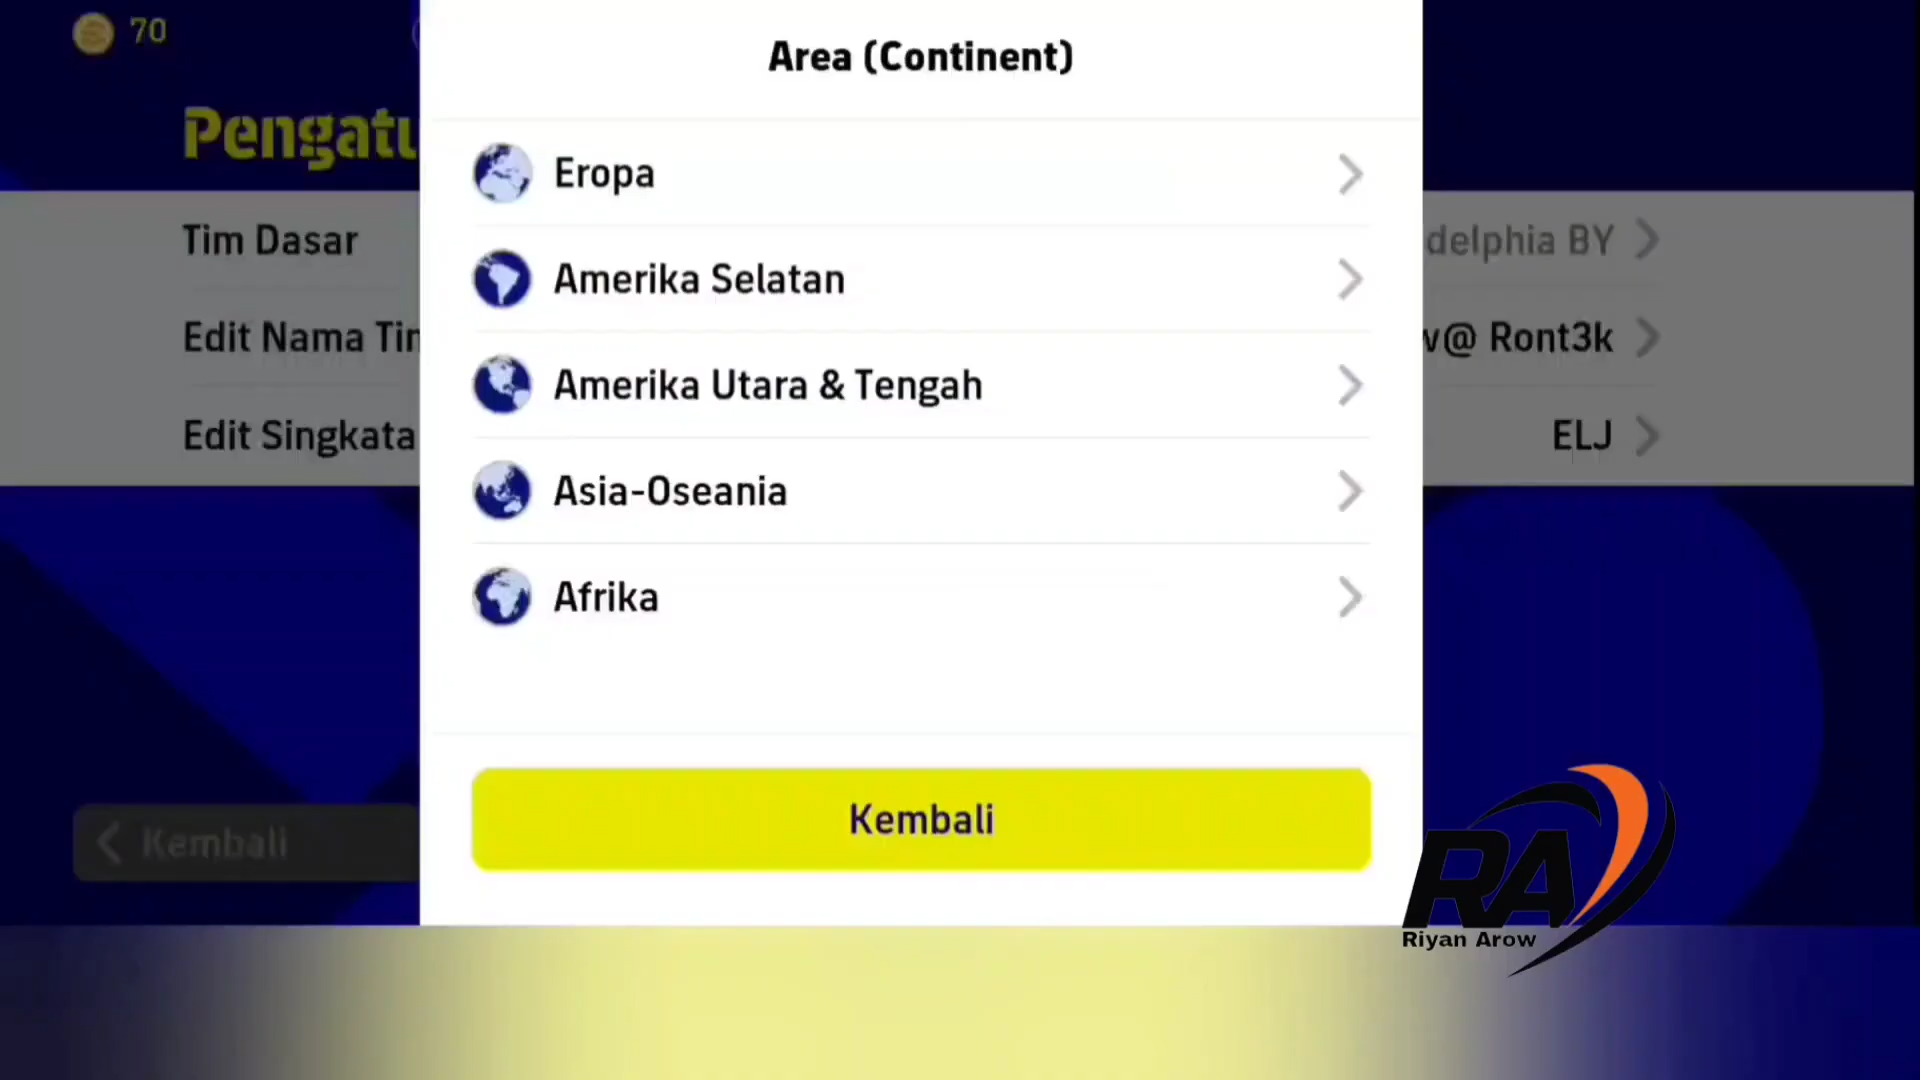 70
Area (Continent)
Pengatu
Eropa
Tim Dasar
Amerika Selatan
delphia BY
Edit Nama Tim
Amerika Utara & Tengah
@ Ront3k
Edit Singkata
ELJ
Asia-Oseania
Afrika
Kembali
Kembali
RA
Riyan Arow